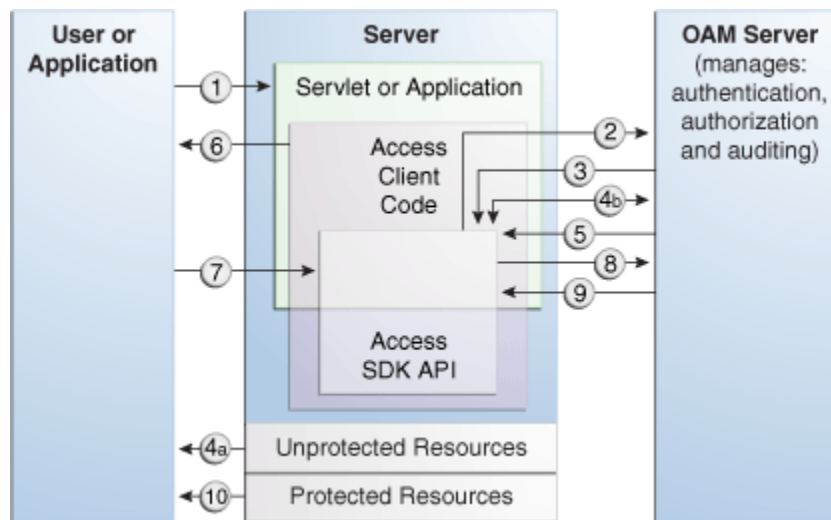 User or
Application
Server
OAM Server
(manages:
authentication,
authorization
and auditing)
Servlet or Application
1
2
6
Access
Client
Code
3
4b
5
7
8
9
Access
SDK API
4a
Unprotected Resources
10
Protected Resources